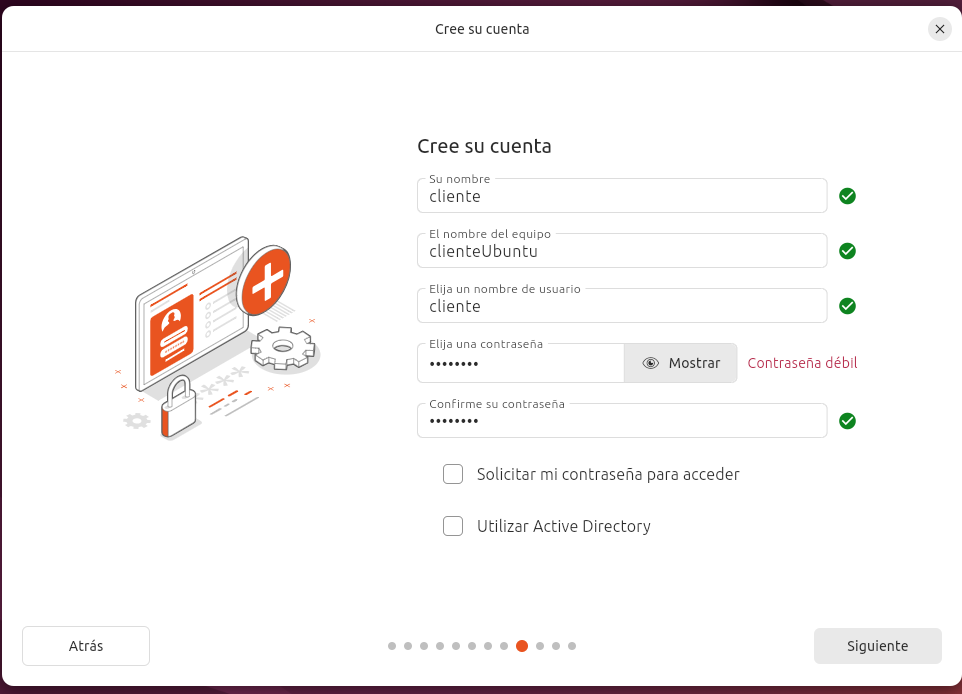 Cree su cuenta
Cree su cuenta
Su nombre
cliente
El nombre del equipo
clienteUbuntu
Elija un nombre de usuario
cliente
Elija una contraseña
••••••••
Mostrar
Contraseña débil
Confirme su contraseña
••••••••
Solicitar mi contraseña para acceder
Utilizar Active Directory
Atrás
Siguiente